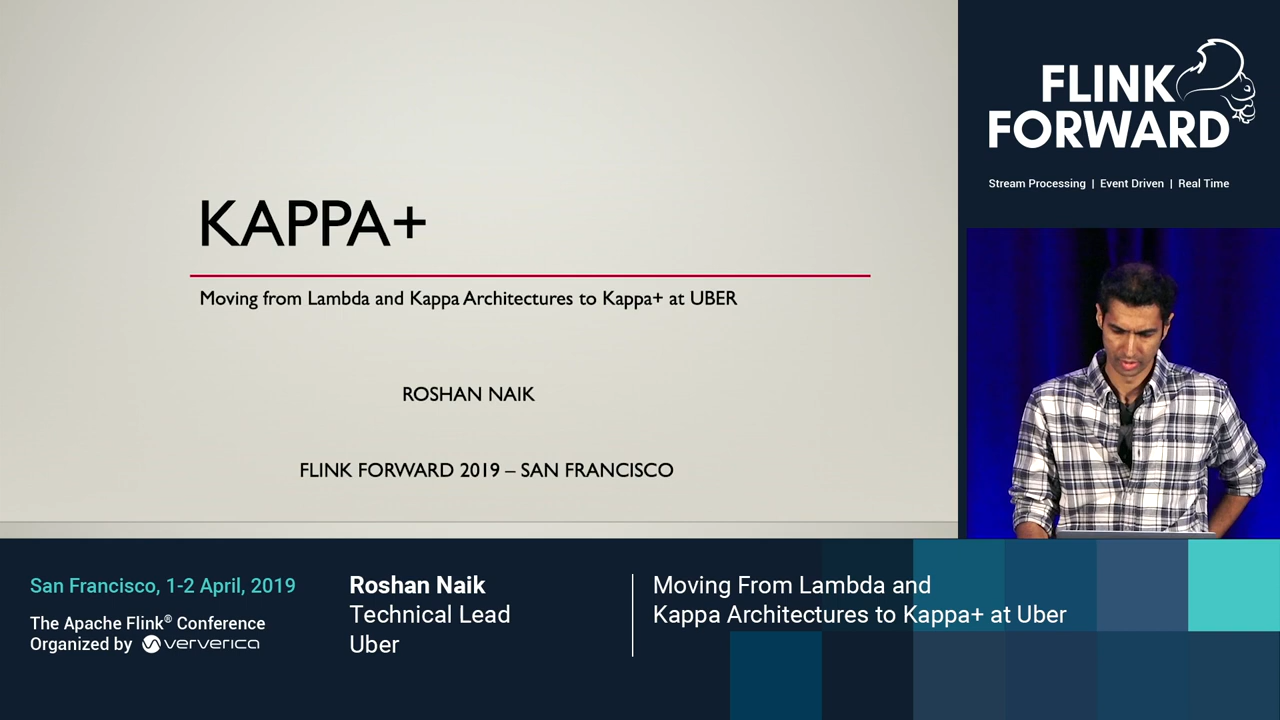 KAPPA+
Moving from Lambda and Kappa Architectures to Kappa+ at UBER
ROSHAN NAIK
FLINK FORWARD 2019 – SAN FRANCISCO
FLINK
FORWARD
Stream Processing | Event Driven | Real Time
San Francisco, 1-2 April, 2019
The Apache Flink® Conference
Organized by ververica
Roshan Naik
Technical Lead
Uber
Moving From Lambda and
Kappa Architectures to Kappa+ at Uber